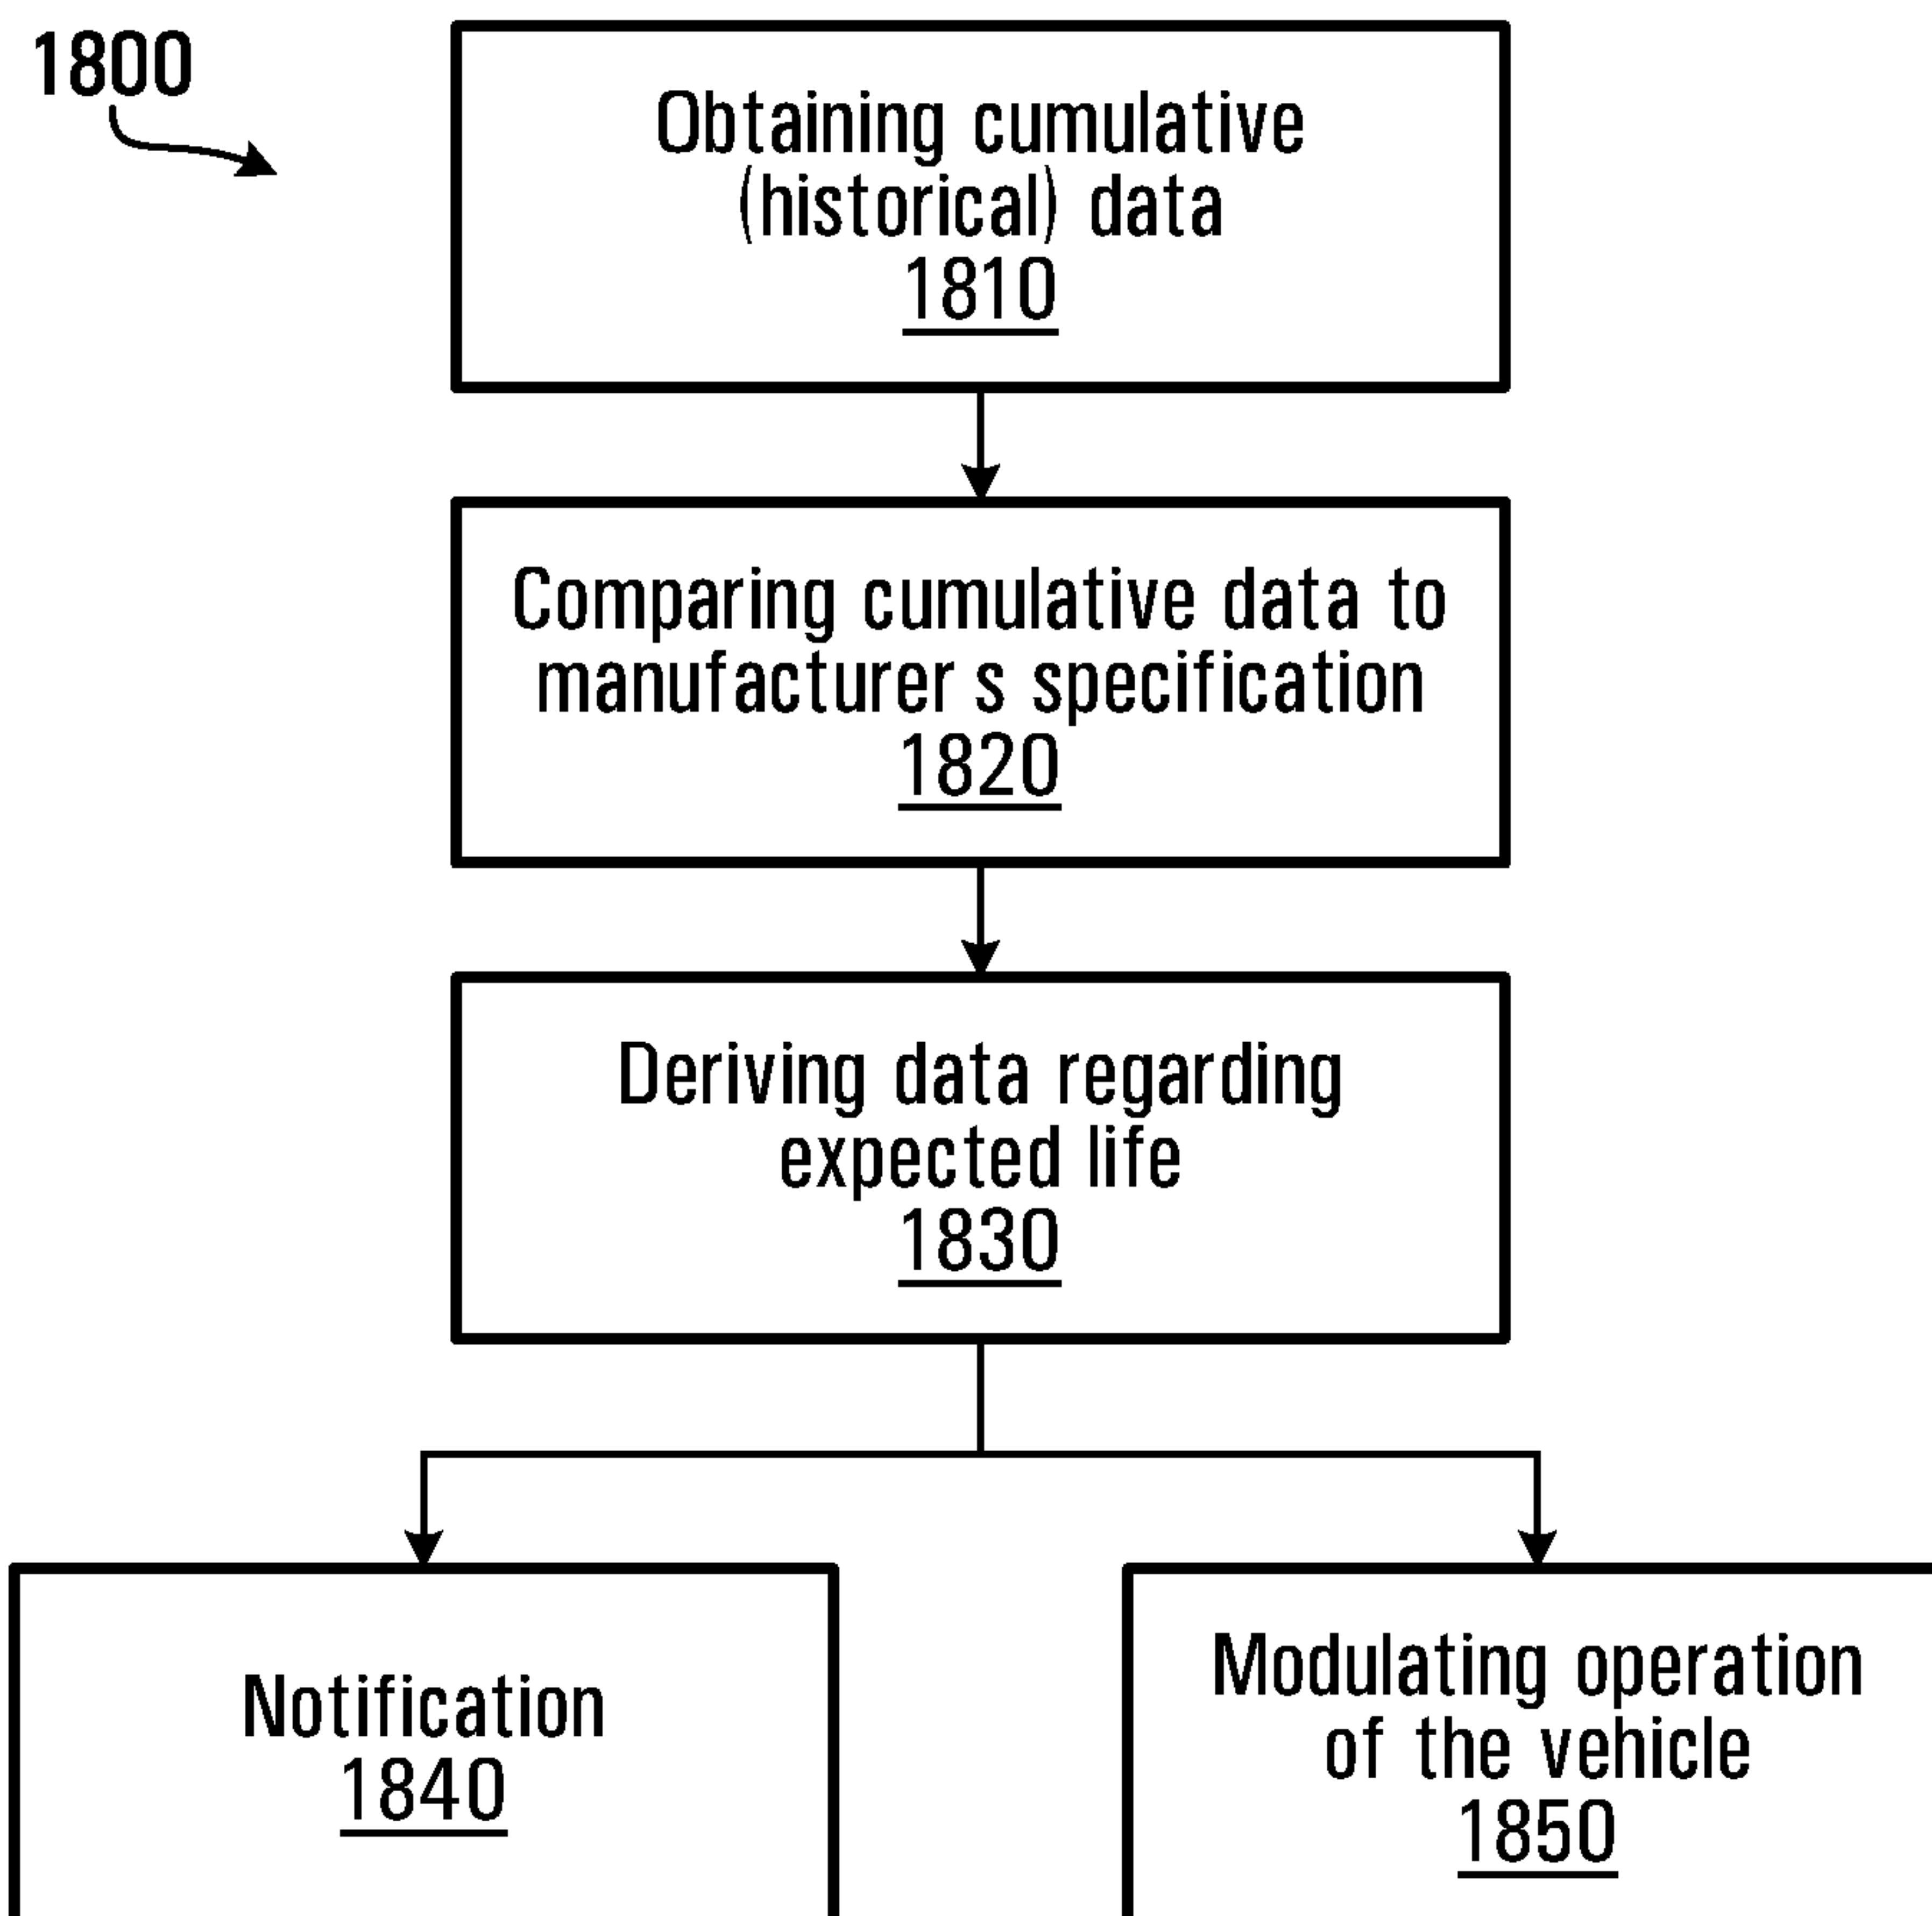 1800
Obtaining cumulative
(historical) data
1810
Comparing cumulative data to
manufacturer s specification
1820
Deriving data regarding
expected life
1830
Notification
1840
Modulating operation
of the vehicle
1850